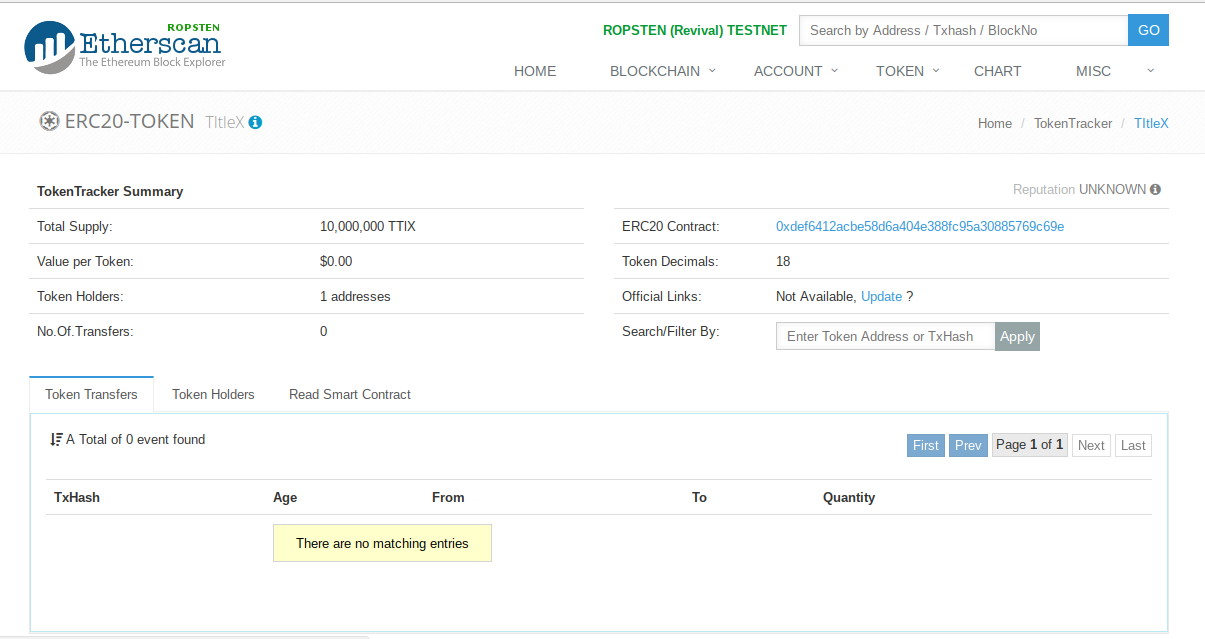 ROPSTEN
Etherscan
The Ethereum Block Explorer
ROPSTEN (Revival) TESTNET
Search by Address / Txhash / BlockNo
GO
HOME BLOCKCHAIN ACCOUNT TOKEN CHART MISC
ERC20-TOKEN TItleX
Home / TokenTracker / TItleX
TokenTracker Summary
Reputation UNKNOWN
Total Supply: 10,000,000 TTIX
ERC20 Contract: 0xdef6412acbe58d6a404e388fc95a30885769c69e
Value per Token: $0.00
Token Decimals: 18
Token Holders: 1 addresses
Official Links: Not Available, Update ?
No.Of.Transfers: 0
Search/Filter By: Enter Token Address or TxHash Apply
Token Transfers Token Holders Read Smart Contract
A Total of 0 event found
First Prev Page 1 of 1 Next Last
TxHash Age From To Quantity
There are no matching entries